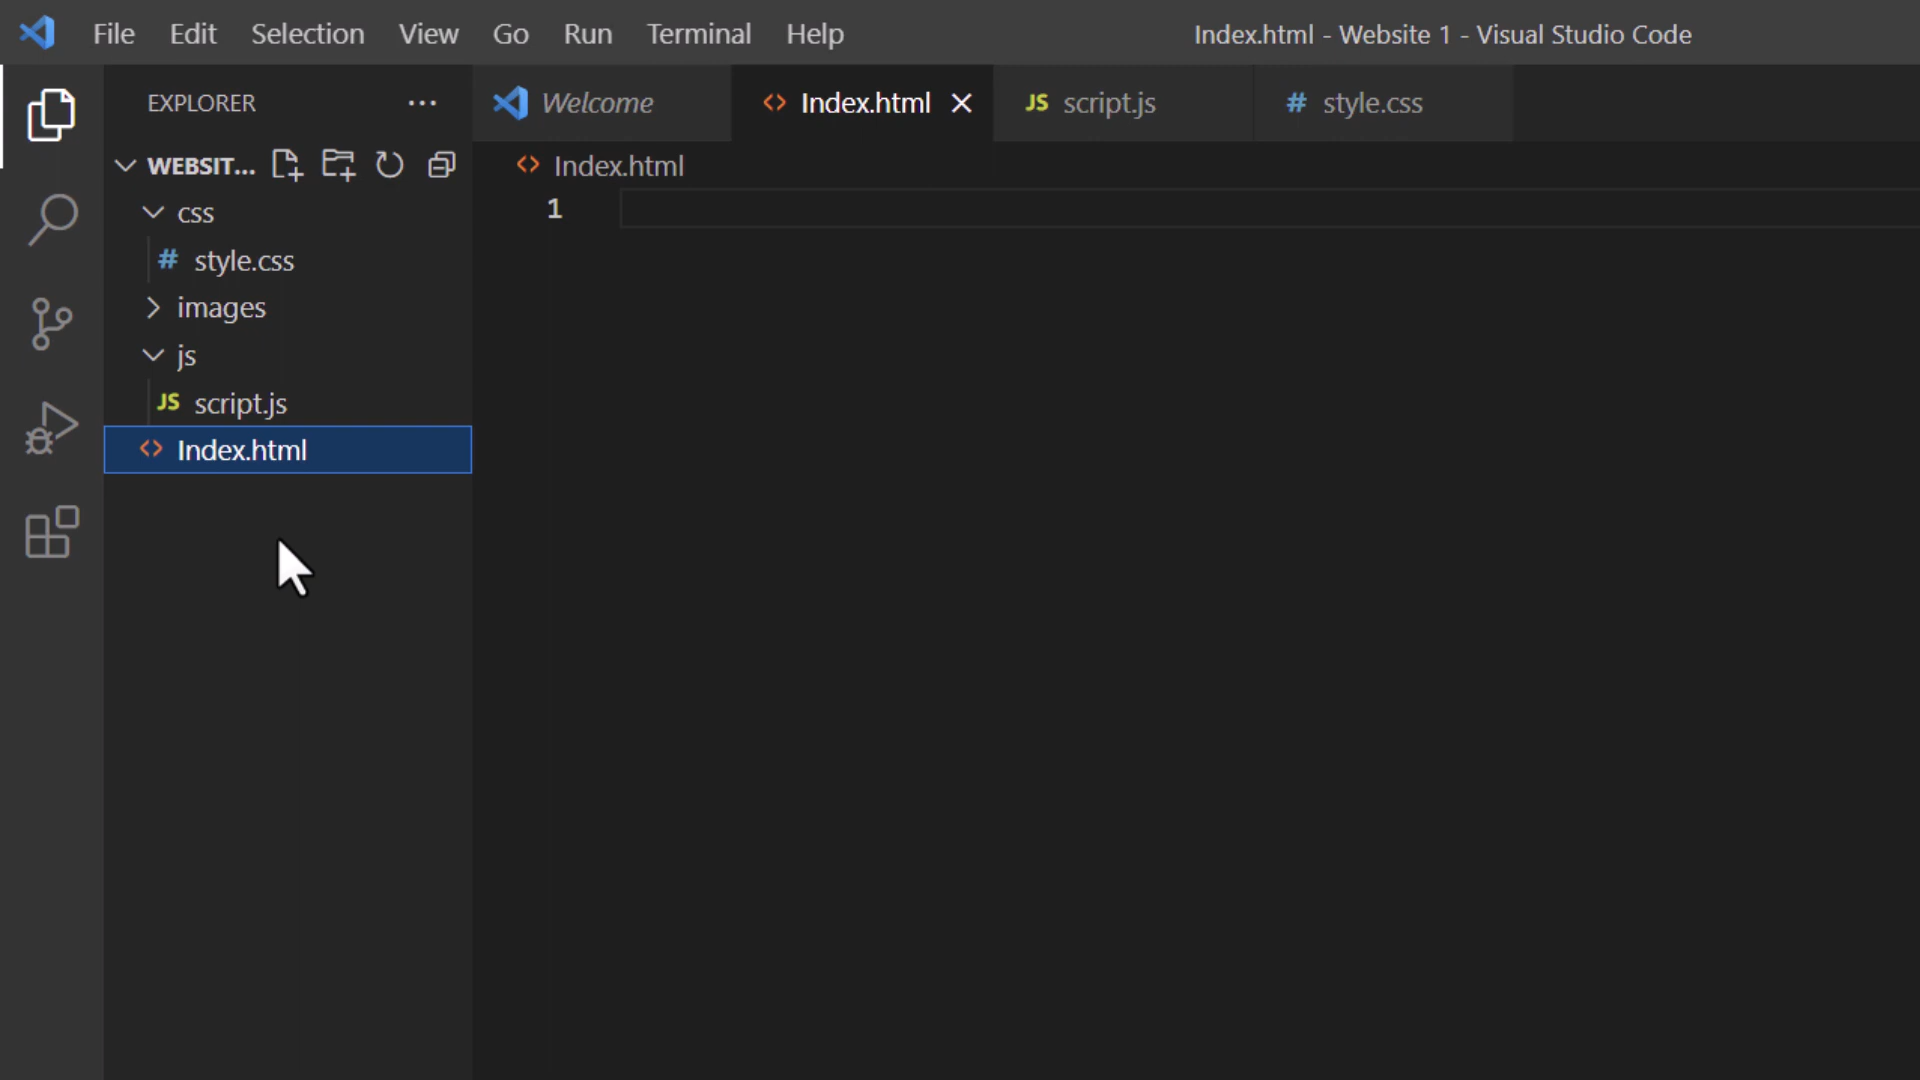 File Edit Selection View Go Run Terminal Help Index.html - Website 1 - Visual Studio Code
EXPLORER ··· Welcome <> Index.html JS script.js # style.css
WEBSIT... <> Index.html
css 1
# style.css
images
js
JS script.js
<> Index.html